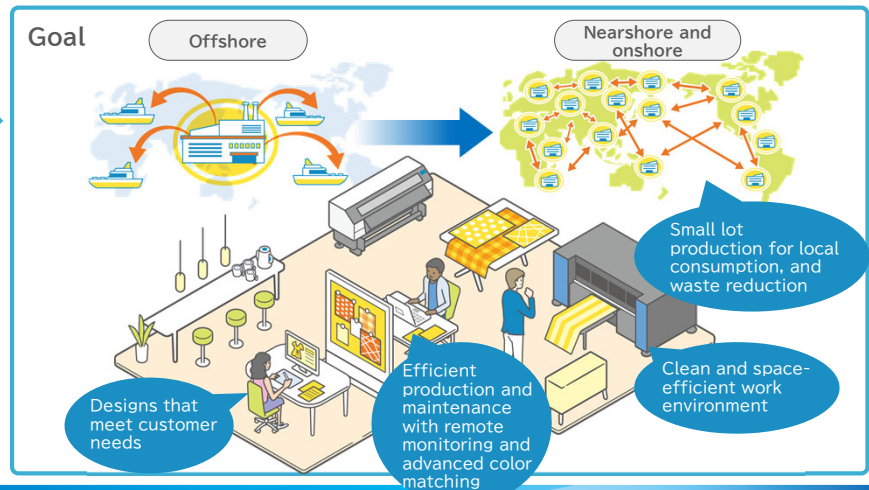 Goal
Offshore
Nearshore and
onshore
Small lot
production for local
consumption, and
waste reduction
Clean and space-
efficient work
environment
Efficient
production and
maintenance
with remote
monitoring and
advanced color
matching
Designs that
meet customer
needs